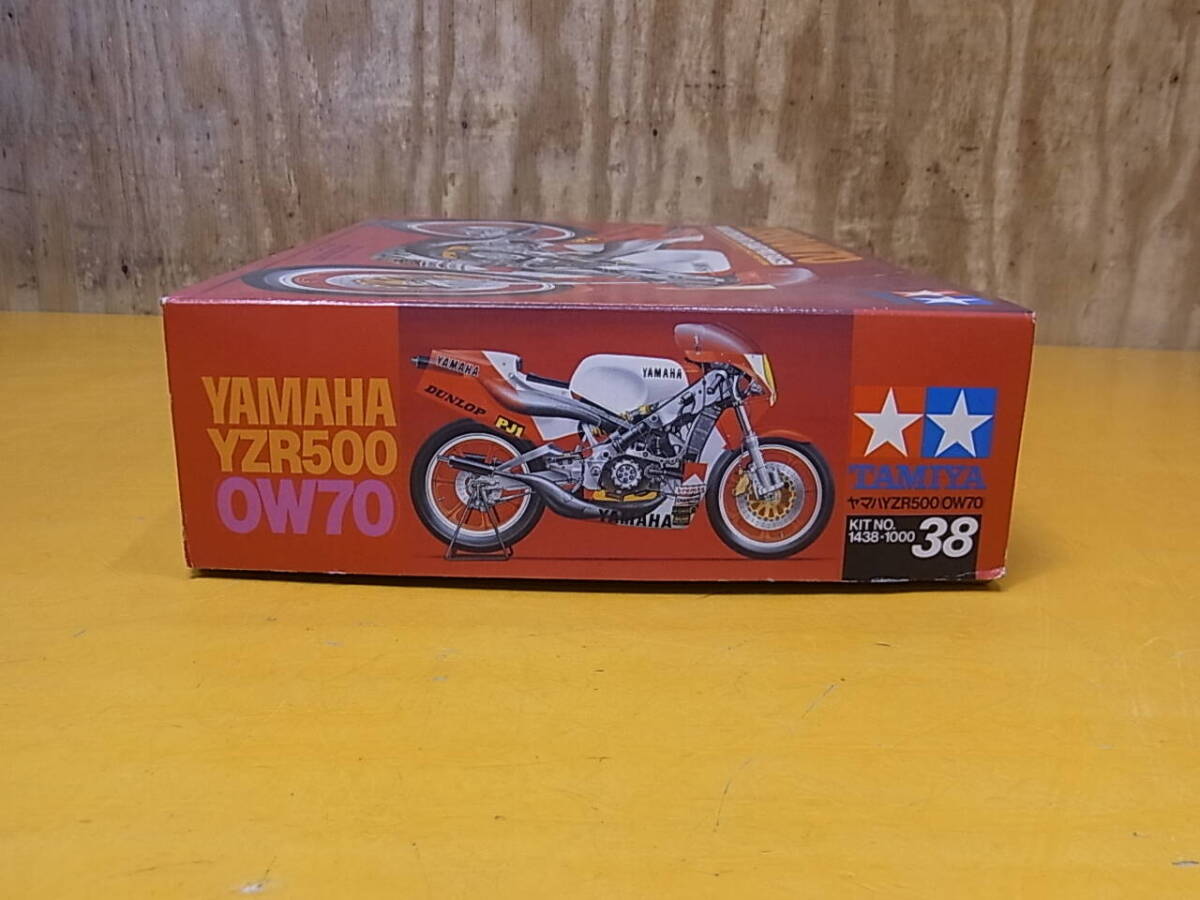 YAMAHA
YZR500
OW70
YAMAHA
DUNLOP
PJ1
YAMAHA
YAMAHA
TAMIYA
ヤマハYZR500(OW70)
KIT NO.
1438・1000
38